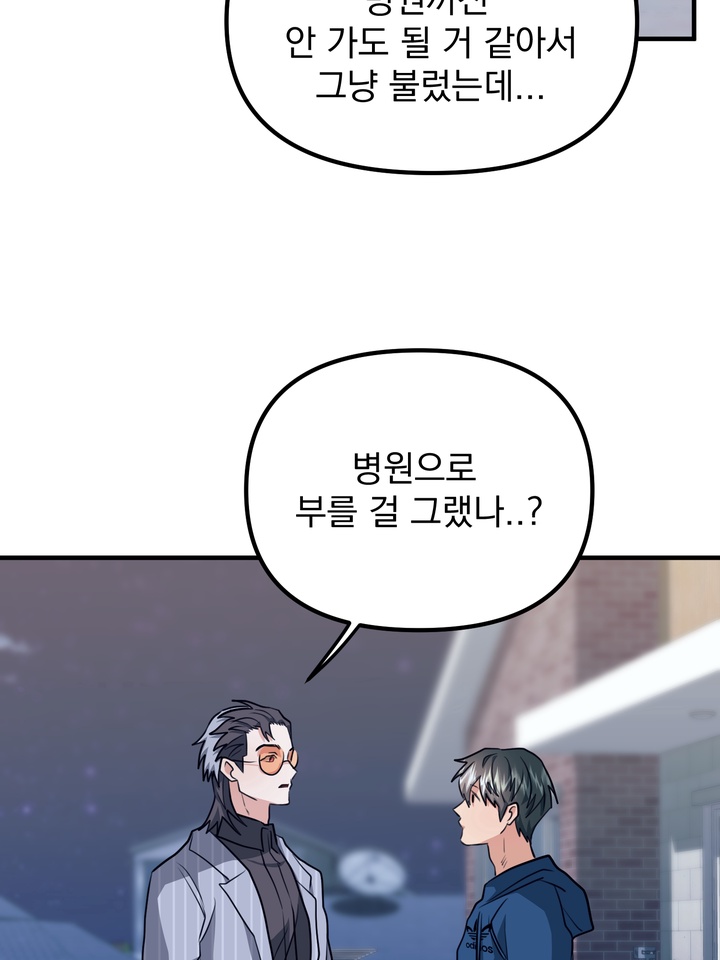 안 가도 될 거 같아서
그냥 불렀는데...
병원으로
부를 걸 그랬나..?
adidas